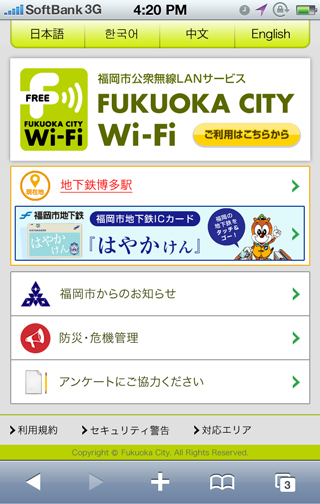 SoftBank 3G 4:20 PM
日本語 한국어 中文 English
FREE
FUKUOKA CITY
Wi-Fi
福岡市公衆無線LANサービス
FUKUOKA CITY
Wi-Fi
ご利用はこちらから
現在地
地下鉄博多駅
福岡市地下鉄
はやかけん
福岡市地下鉄ICカード
『はやかけん』
福岡の
地下鉄を
タッチ&
ゴー!
福岡市からのお知らせ
防災・危機管理
アンケートにご協力ください
利用規約 セキュリティ警告 対応エリア
Copyright © Fukuoka City. All Rights Reserved.
3